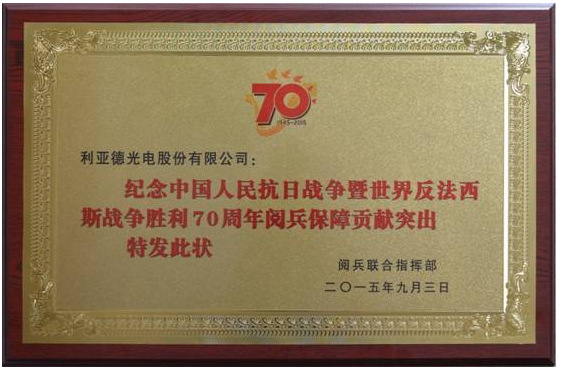 70
1945-2015
利亚德光电股份有限公司：
纪念中国人民抗日战争暨世界反法西
斯战争胜利70周年阅兵保障贡献突出
特发此状
阅兵联合指挥部
二〇一五年九月三日